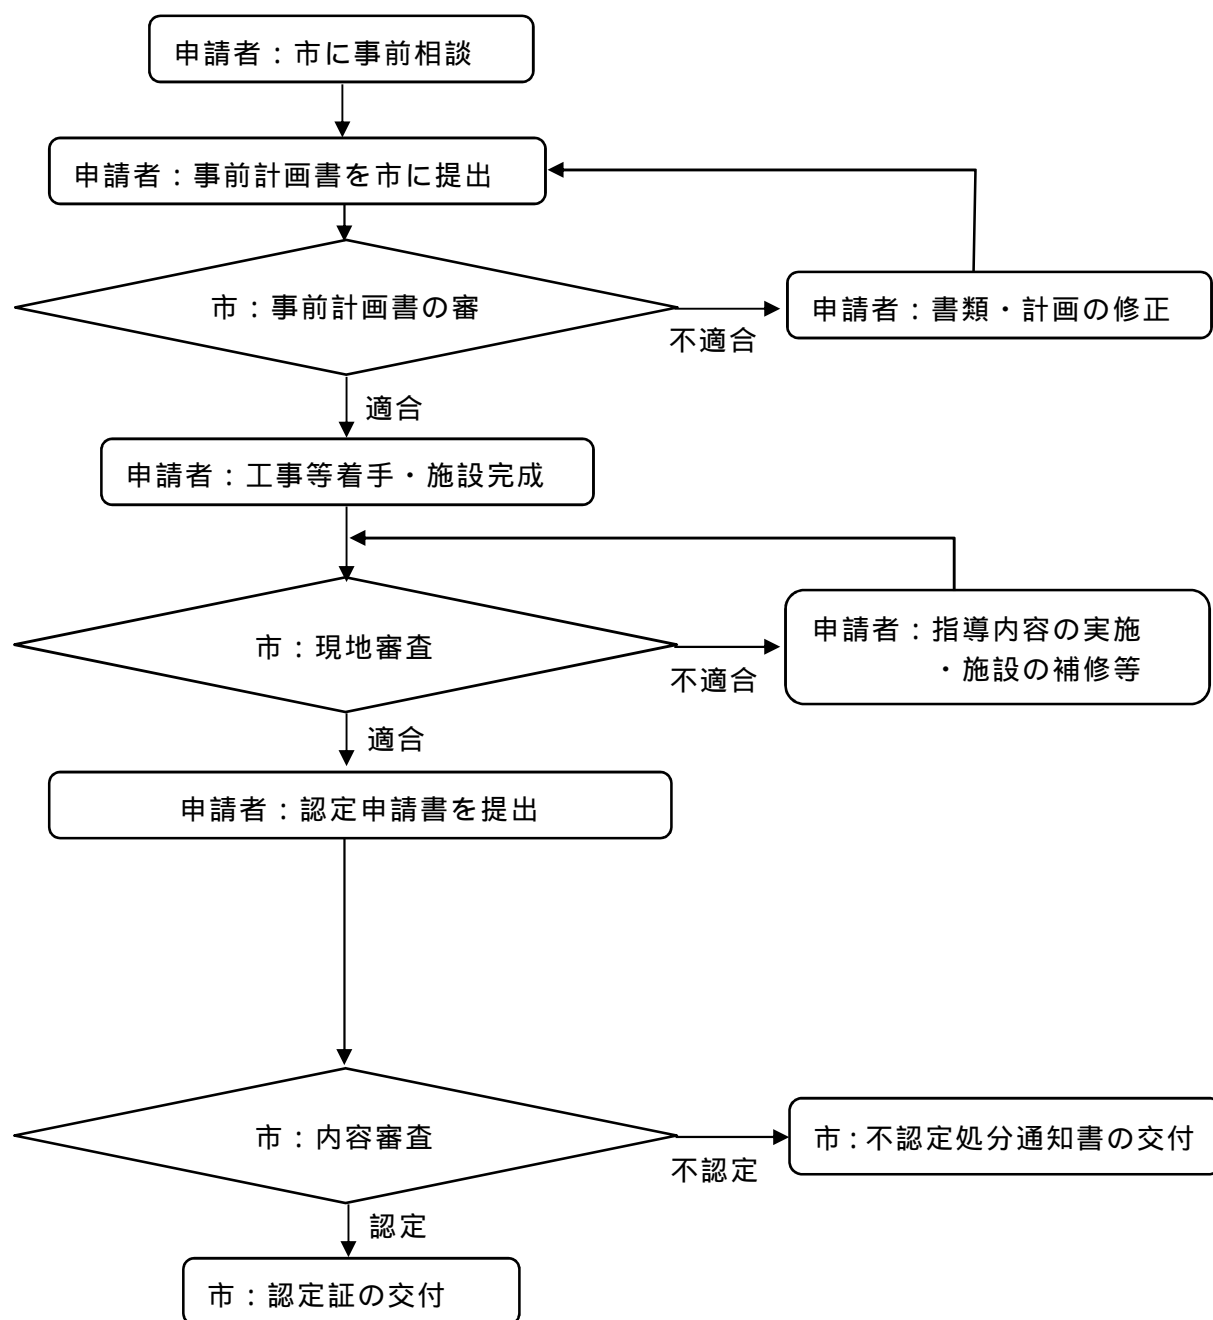 申請者：市に事前相談
申請者：事前計画書を市に提出
市：事前計画書の審
不適合
申請者：書類・計画の修正
適合
申請者：工事等着手・施設完成
市：現地審査
不適合
申請者：指導内容の実施
・施設の補修等
適合
申請者：認定申請書を提出
市：内容審査
不認定
市：不認定処分通知書の交付
認定
市：認定証の交付